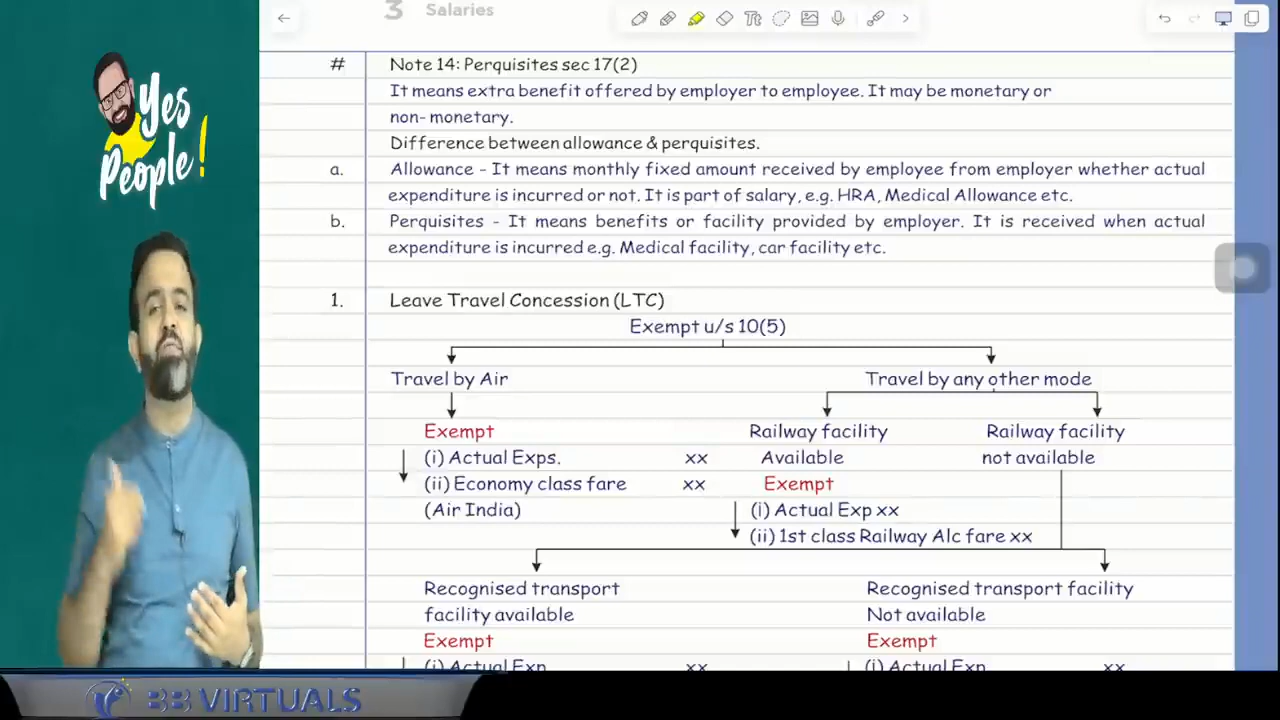 3 Salaries
Yes
People!
# Note 14: Perquisites sec 17(2)
It means extra benefit offered by employer to employee. It may be monetary or
non- monetary.
Difference between allowance & perquisites.
a. Allowance - It means monthly fixed amount received by employee from employer whether actual
expenditure is incurred or not. It is part of salary, e.g. HRA, Medical Allowance etc.
b. Perquisites - It means benefits or facility provided by employer. It is received when actual
expenditure is incurred e.g. Medical facility, car facility etc.
1. Leave Travel Concession (LTC)
Exempt u/s 10(5)
Travel by Air Travel by any other mode
Exempt Railway facility Railway facility
(i) Actual Exps. xx Available not available
(ii) Economy class fare xx Exempt
(Air India) (i) Actual Exp xx
(ii) 1st class Railway A/c fare xx
Recognised transport Recognised transport facility
facility available Not available
Exempt Exempt
(i) Actual Exp xx (i) Actual Exp xx
BB VIRTUALS